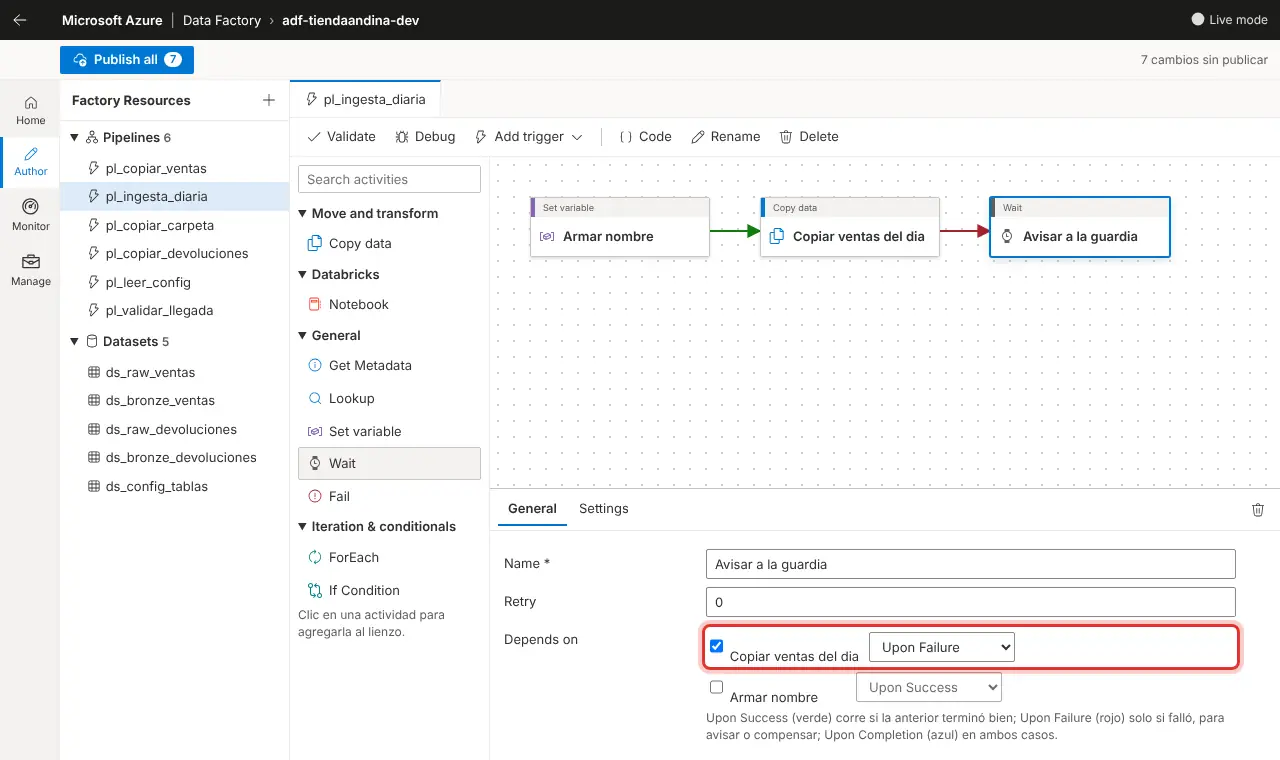 Microsoft Azure | Data Factory › adf-tiendaandina-dev
Live mode
Publish all 7
7 cambios sin publicar
Home
Author
Monitor
Manage
Factory Resources
Pipelines 6
pl_copiar_ventas
pl_ingesta_diaria
pl_copiar_carpeta
pl_copiar_devoluciones
pl_leer_config
pl_validar_llegada
Datasets 5
ds_raw_ventas
ds_bronze_ventas
ds_raw_devoluciones
ds_bronze_devoluciones
ds_config_tablas
pl_ingesta_diaria
Validate Debug Add trigger Code Rename Delete
Search activities
Move and transform
Copy data
Databricks
Notebook
General
Get Metadata
Lookup
Set variable
Wait
Fail
Iteration & conditionals
ForEach
If Condition
Clic en una actividad para
agregarla al lienzo.
Set variable
Armar nombre
Copy data
Copiar ventas del dia
Wait
Avisar a la guardia
General Settings
Name * Avisar a la guardia
Retry 0
Depends on
Copiar ventas del dia Upon Failure
Armar nombre Upon Success
Upon Success (verde) corre si la anterior terminó bien; Upon Failure (rojo) solo si falló, para
avisar o compensar; Upon Completion (azul) en ambos casos.